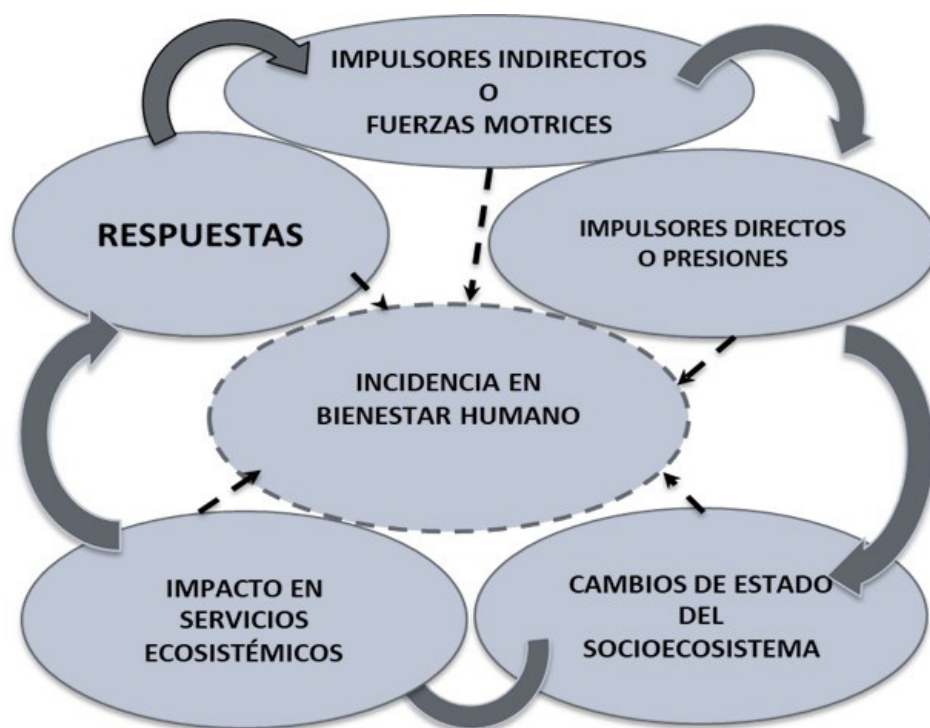 IMPULSORES INDIRECTOS
O
FUERZAS MOTRICES
RESPUESTAS
IMPULSORES DIRECTOS
O PRESIONES
INCIDENCIA EN
BIENESTAR HUMANO
IMPACTO EN
SERVICIOS
ECOSISTÉMICOS
CAMBIOS DE ESTADO
DEL
SOCIOECOSISTEMA